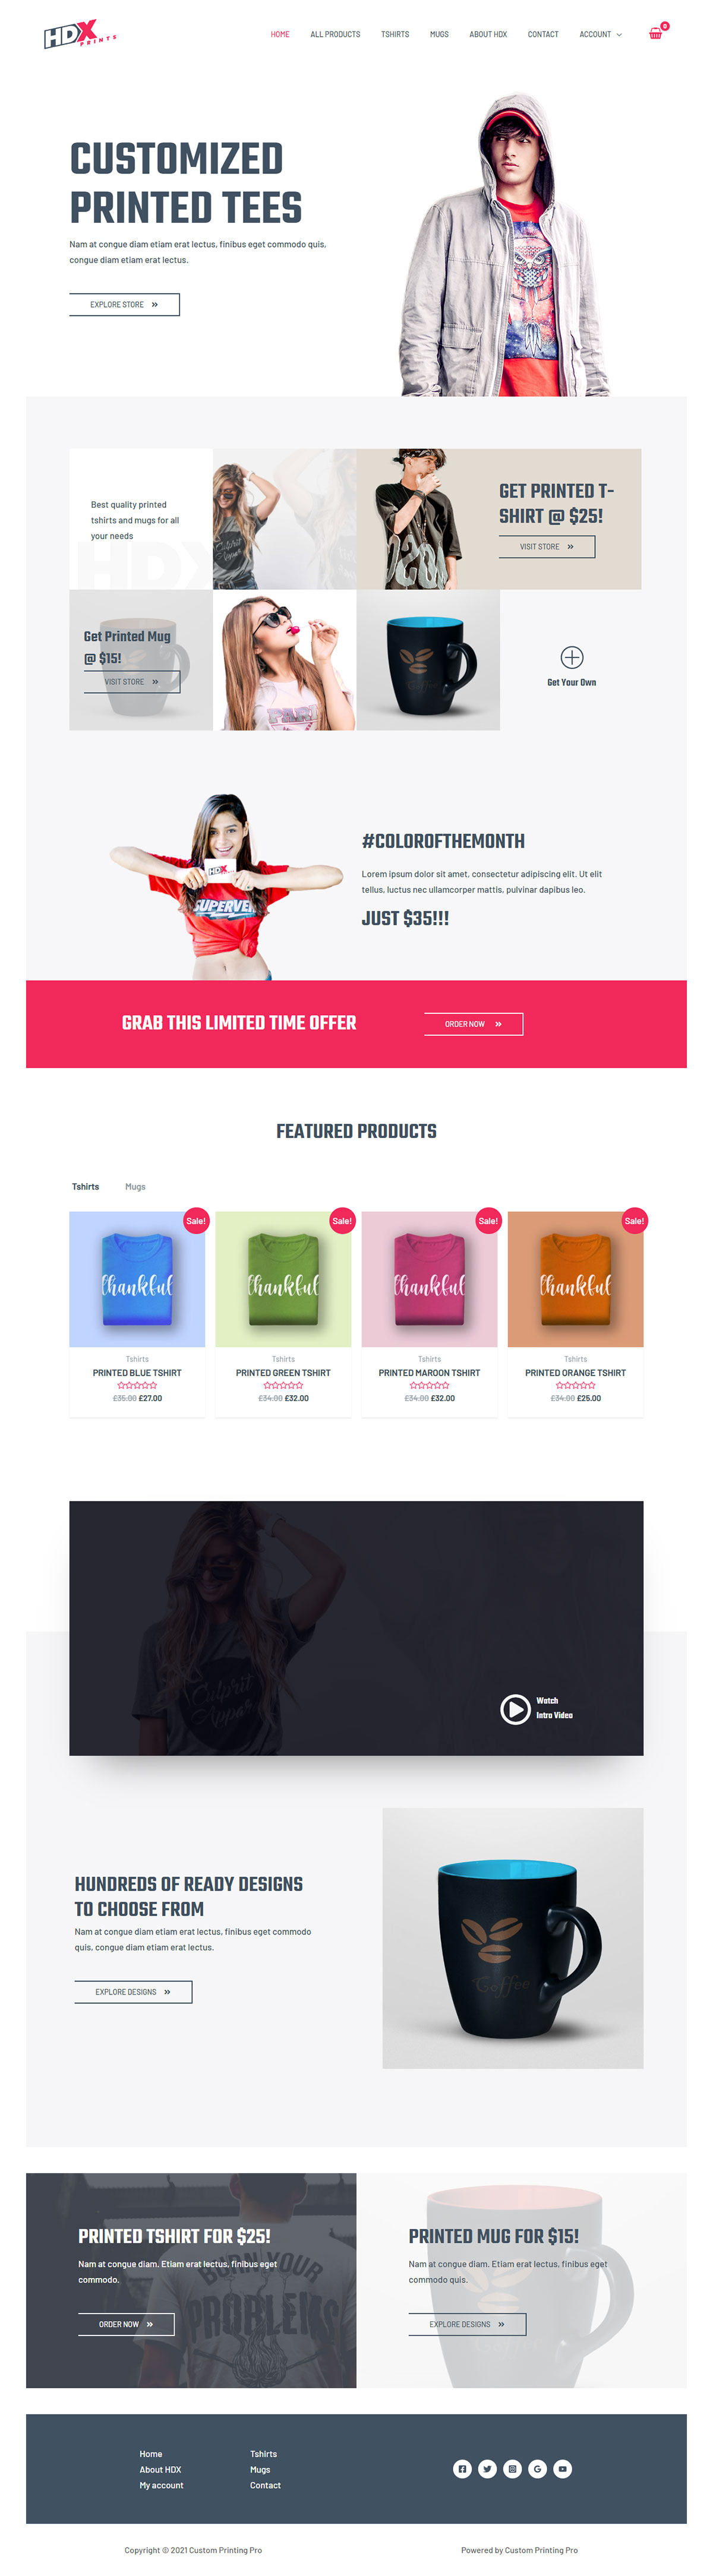 HDX
PRINTS
HOME
ALL PRODUCTS
TSHIRTS
MUGS
ABOUT HDX
CONTACT
ACCOUNT
0
CUSTOMIZED
PRINTED TEES
Nam at congue diam etiam erat lectus, finibus eget commodo quis,
congue diam etiam erat lectus.
EXPLORE STORE
Best quality printed
tshirts and mugs for all
your needs
HDX
Culprit
GET PRINTED T-
SHIRT @ $25!
VISIT STORE
Get Printed Mug
@ $15!
VISIT STORE
PARI
Coffee
Get Your Own
HDX
SUPERVE
#COLOROFTHEMONTH
Lorem ipsum dolor sit amet, consectetur adipiscing elit. Ut elit
tellus, luctus nec ullamcorper mattis, pulvinar dapibus leo.
JUST $35!!!
GRAB THIS LIMITED TIME OFFER
ORDER NOW
FEATURED PRODUCTS
Tshirts
Mugs
Sale!
thankful
Tshirts
PRINTED BLUE TSHIRT
£35.00 £27.00
Sale!
thankful
Tshirts
PRINTED GREEN TSHIRT
£34.00 £32.00
Sale!
thankful
Tshirts
PRINTED MAROON TSHIRT
£34.00 £32.00
Sale!
thankful
Tshirts
PRINTED ORANGE TSHIRT
£34.00 £25.00
Culprit
Appar
Watch
Intro Video
HUNDREDS OF READY DESIGNS
TO CHOOSE FROM
Nam at congue diam etiam erat lectus, finibus eget commodo
quis, congue diam etiam erat lectus.
EXPLORE DESIGNS
Coffee
PRINTED TSHIRT FOR $25!
Nam at congue diam. Etiam erat lectus, finibus eget
commodo.
ORDER NOW
BURN YOUR
PROBLEMS
PRINTED MUG FOR $15!
Nam at congue diam. Etiam erat lectus, finibus eget
commodo quis.
EXPLORE DESIGNS
Home
About HDX
My account
Tshirts
Mugs
Contact
Copyright © 2021 Custom Printing Pro
Powered by Custom Printing Pro